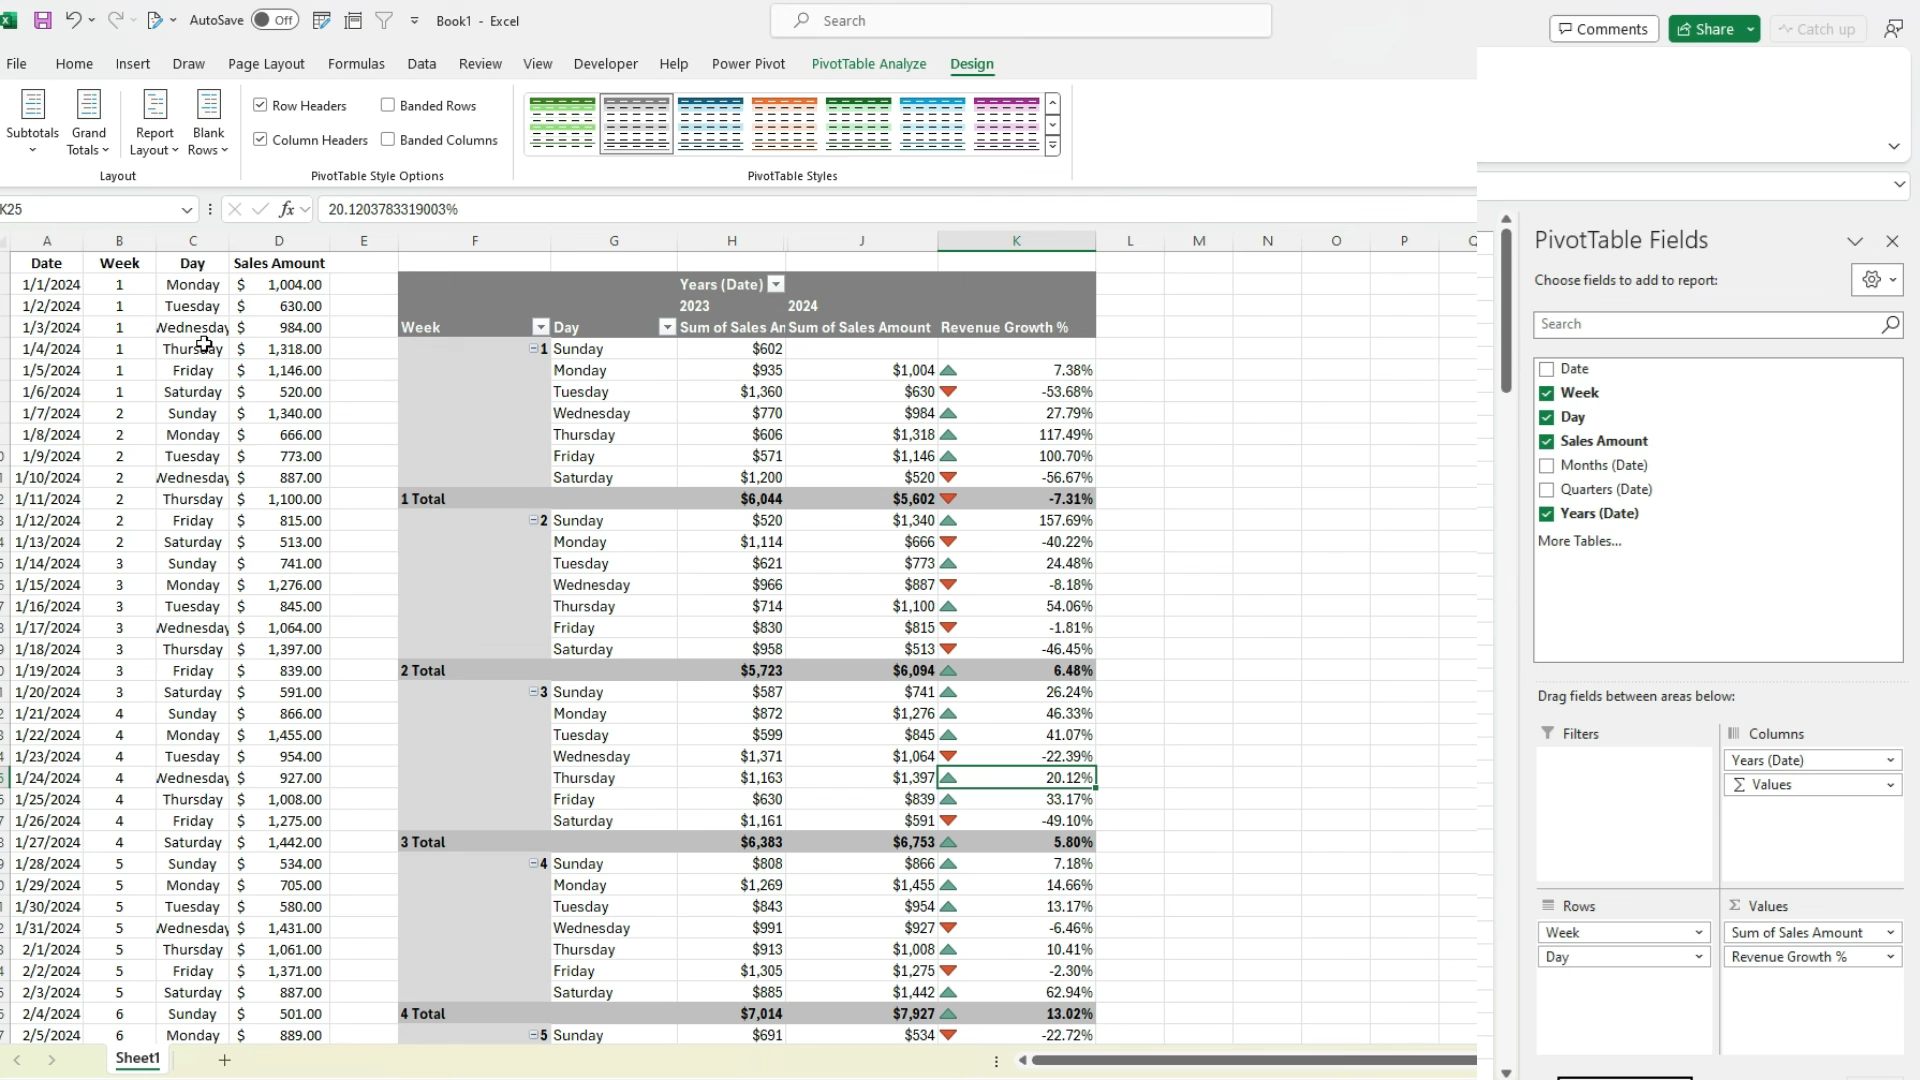 AutoSave Off Book1 - Excel Search Comments Share Catch up
File Home Insert Draw Page Layout Formulas Data Review View Developer Help Power Pivot PivotTable Analyze Design
Subtotals Grand Totals Report Layout Blank Rows
Row Headers Banded Rows
Column Headers Banded Columns
Layout PivotTable Style Options PivotTable Styles
K25 fx 20.1203783319003%
A B C D E F G H J K L M N O P Q
Date Week Day Sales Amount
1/1/2024 1 Monday $ 1,004.00 Years (Date)
1/2/2024 1 Tuesday $ 630.00 2023 2024
1/3/2024 1 Wednesday $ 984.00 Week Day Sum of Sales Am Sum of Sales Amount Revenue Growth %
1/4/2024 1 Thursday $ 1,318.00 1 Sunday $602
1/5/2024 1 Friday $ 1,146.00 Monday $935 $1,004 7.38%
1/6/2024 1 Saturday $ 520.00 Tuesday $1,360 $630 -53.68%
1/7/2024 2 Sunday $ 1,340.00 Wednesday $770 $984 27.79%
1/8/2024 2 Monday $ 666.00 Thursday $606 $1,318 117.49%
1/9/2024 2 Tuesday $ 773.00 Friday $571 $1,146 100.70%
1/10/2024 2 Wednesday $ 887.00 Saturday $1,200 $520 -56.67%
1/11/2024 2 Thursday $ 1,100.00 1 Total $6,044 $5,602 -7.31%
1/12/2024 2 Friday $ 815.00 2 Sunday $520 $1,340 157.69%
1/13/2024 2 Saturday $ 513.00 Monday $1,114 $666 -40.22%
1/14/2024 3 Sunday $ 741.00 Tuesday $621 $773 24.48%
1/15/2024 3 Monday $ 1,276.00 Wednesday $966 $887 -8.18%
1/16/2024 3 Tuesday $ 845.00 Thursday $714 $1,100 54.06%
1/17/2024 3 Wednesday $ 1,064.00 Friday $830 $815 -1.81%
1/18/2024 3 Thursday $ 1,397.00 Saturday $958 $513 -46.45%
1/19/2024 3 Friday $ 839.00 2 Total $5,723 $6,094 6.48%
1/20/2024 3 Saturday $ 591.00 3 Sunday $587 $741 26.24%
1/21/2024 4 Sunday $ 866.00 Monday $872 $1,276 46.33%
1/22/2024 4 Monday $ 1,455.00 Tuesday $599 $845 41.07%
1/23/2024 4 Tuesday $ 954.00 Wednesday $1,371 $1,064 -22.39%
1/24/2024 4 Wednesday $ 927.00 Thursday $1,163 $1,397 20.12%
1/25/2024 4 Thursday $ 1,008.00 Friday $630 $839 33.17%
1/26/2024 4 Friday $ 1,275.00 Saturday $1,161 $591 -49.10%
1/27/2024 4 Saturday $ 1,442.00 3 Total $6,383 $6,753 5.80%
1/28/2024 5 Sunday $ 534.00 4 Sunday $808 $866 7.18%
1/29/2024 5 Monday $ 705.00 Monday $1,269 $1,455 14.66%
1/30/2024 5 Tuesday $ 580.00 Tuesday $843 $954 13.17%
1/31/2024 5 Wednesday $ 1,431.00 Wednesday $991 $927 -6.46%
2/1/2024 5 Thursday $ 1,061.00 Thursday $913 $1,008 10.41%
2/2/2024 5 Friday $ 1,371.00 Friday $1,305 $1,275 -2.30%
2/3/2024 5 Saturday $ 887.00 Saturday $885 $1,442 62.94%
2/4/2024 6 Sunday $ 501.00 4 Total $7,014 $7,927 13.02%
2/5/2024 6 Monday $ 889.00 5 Sunday $691 $534 -22.72%
Sheet1
PivotTable Fields
Choose fields to add to report:
Search
Date
Week
Day
Sales Amount
Months (Date)
Quarters (Date)
Years (Date)
More Tables...
Drag fields between areas below:
Filters Columns
Years (Date)
Σ Values
Rows Σ Values
Week Sum of Sales Amount
Day Revenue Growth %